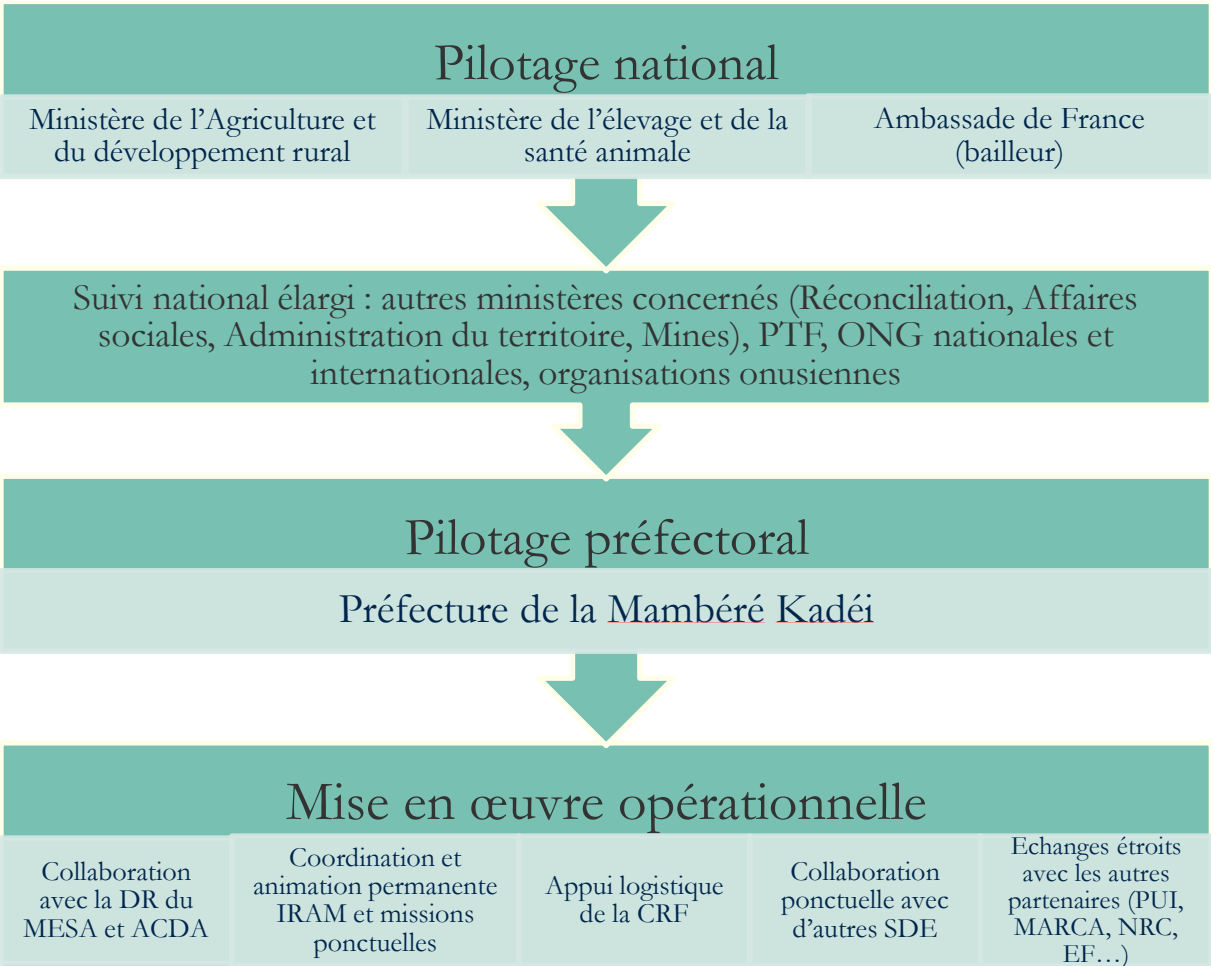 Pilotage national
Ministère de l’Agriculture et
du développement rural
Ministère de l’élevage et de la
santé animale
Ambassade de France
(bailleur)
Suivi national élargi : autres ministères concernés (Réconciliation, Affaires
sociales, Administration du territoire, Mines), PTF, ONG nationales et
internationales, organisations onusiennes
Pilotage préfectoral
Préfecture de la Mambéré Kadéi
Mise en œuvre opérationnelle
Collaboration
avec la DR du
MESA et ACDA
Coordination et
animation permanente
IRAM et missions
ponctuelles
Appui logistique
de la CRF
Collaboration
ponctuelle avec
d’autres SDE
Echanges étroits
avec les autres
partenaires (PUI,
MARCA, NRC,
EF…)